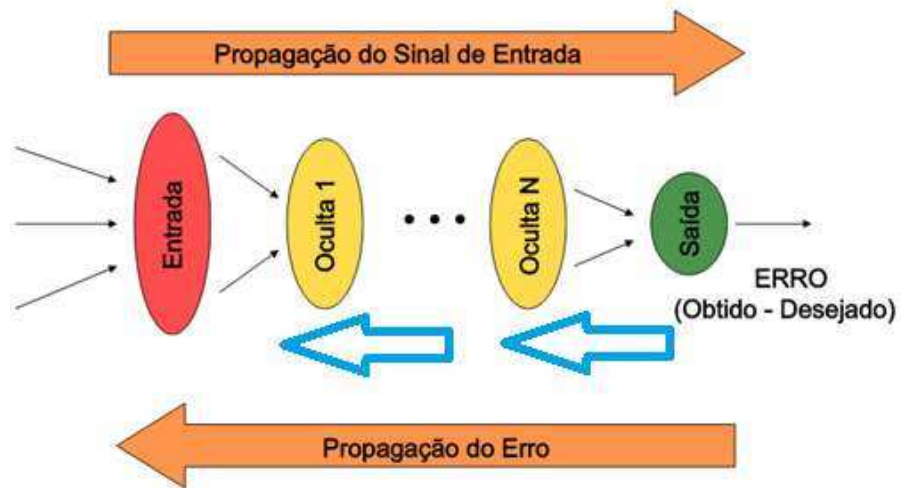 Propagação do Sinal de Entrada
Entrada
Oculta 1
Oculta N
Saída
ERRO
(Obtido - Desejado)
Propagação do Erro